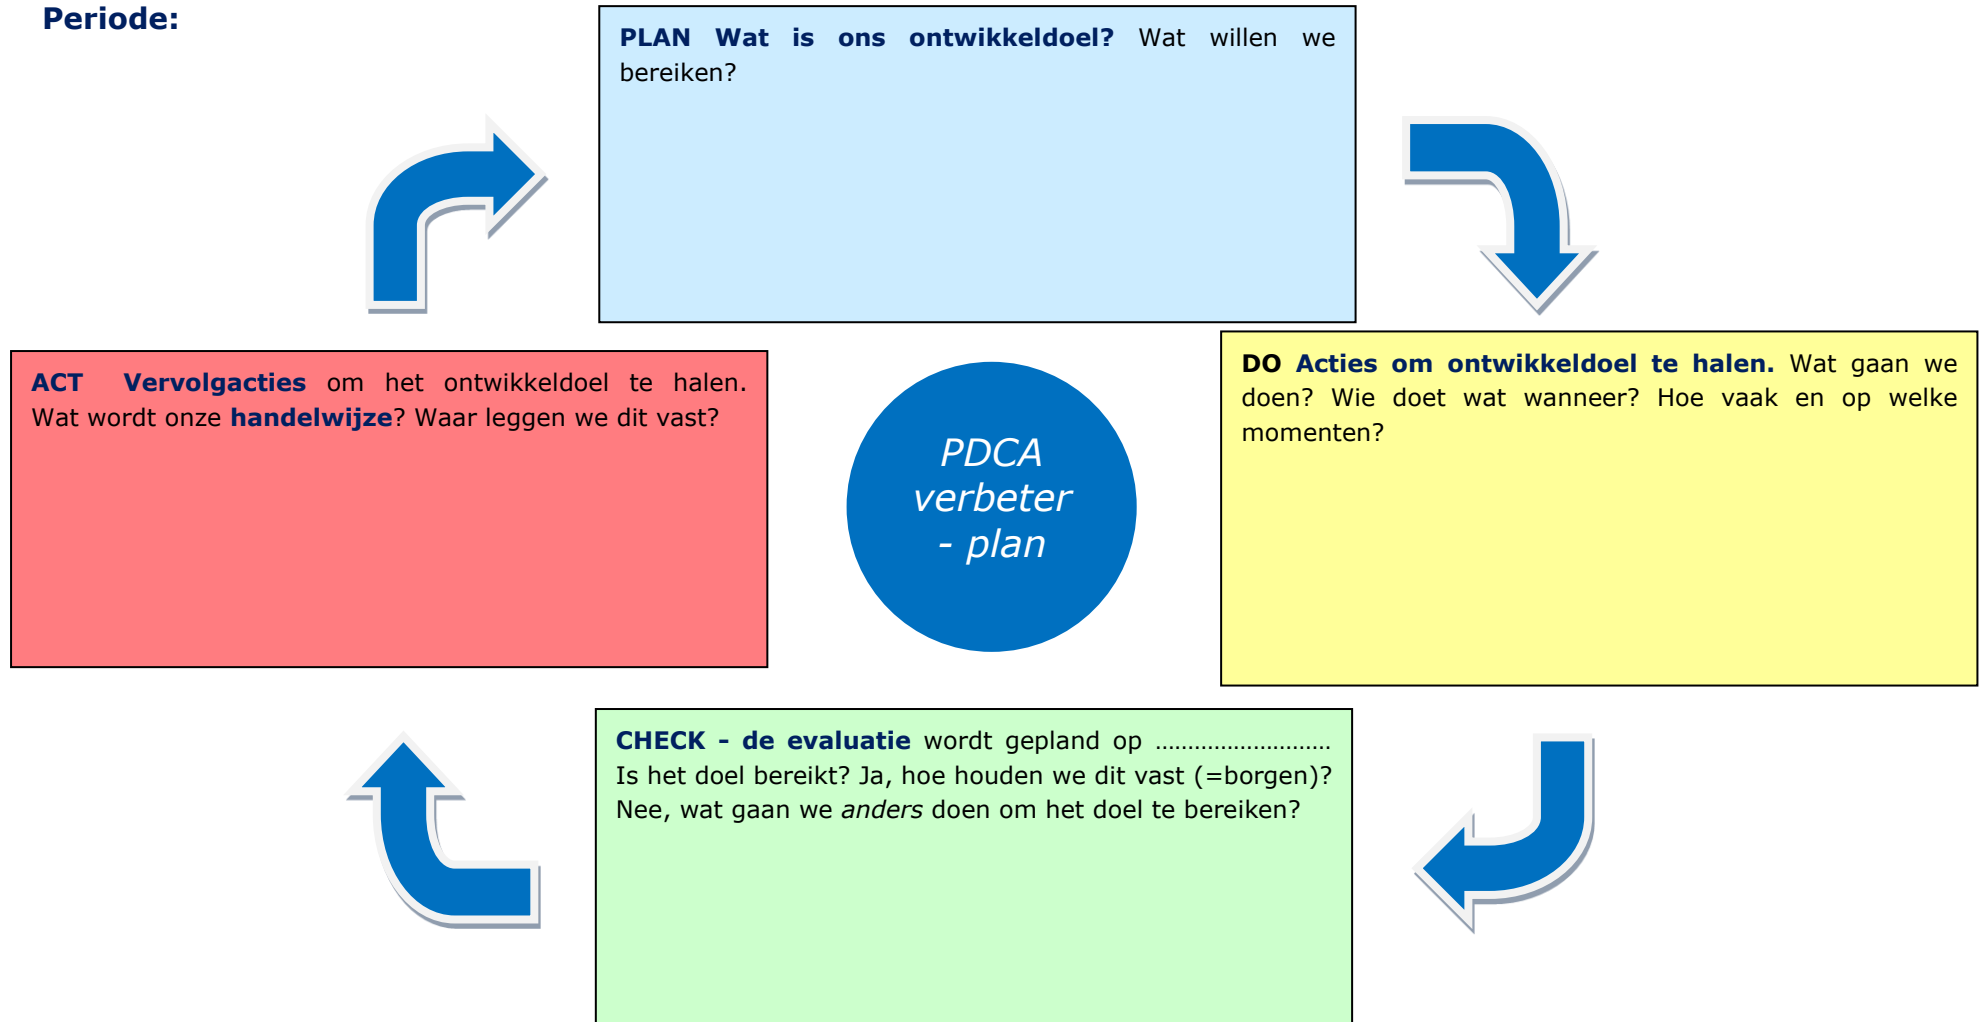 Periode:
PLAN Wat is ons ontwikkeldoel? Wat willen we
bereiken?
ACT Vervolgacties om het ontwikkeldoel te halen.
Wat wordt onze handelwijze? Waar leggen we dit vast?
PDCA
verbeter
- plan
DO Acties om ontwikkeldoel te halen. Wat gaan we
doen? Wie doet wat wanneer? Hoe vaak en op welke
momenten?
CHECK - de evaluatie wordt gepland op ………………………
Is het doel bereikt? Ja, hoe houden we dit vast (=borgen)?
Nee, wat gaan we anders doen om het doel te bereiken?